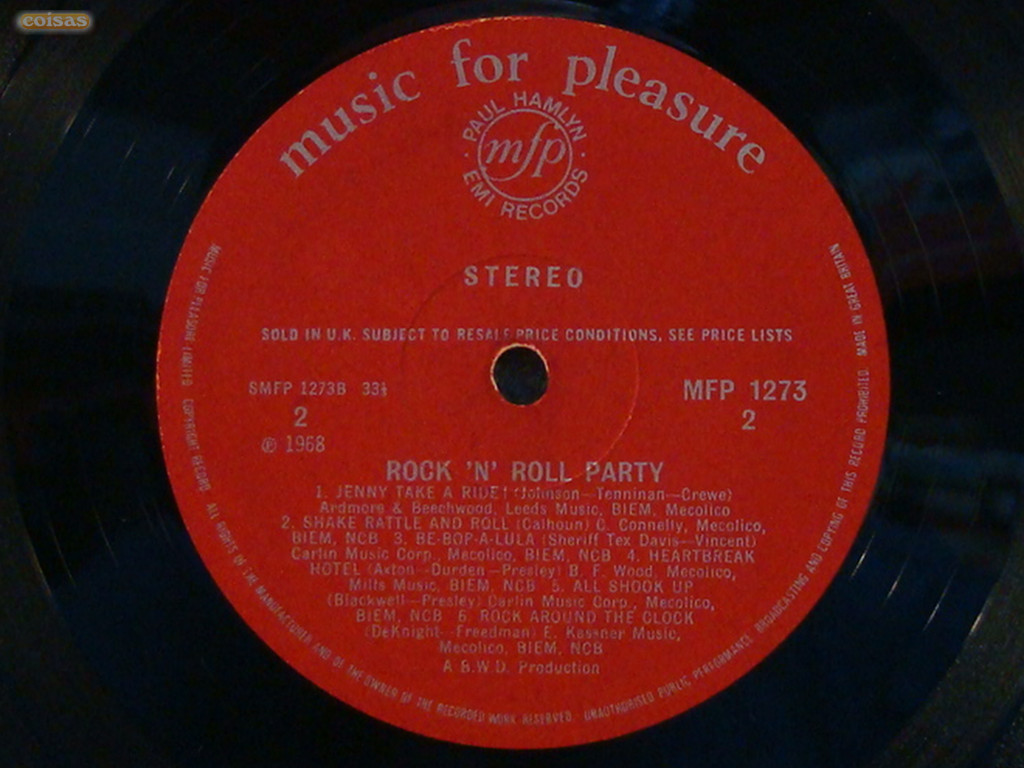 coisas
music for pleasure
PAUL HAMLYN
mfp
EMI RECORDS
STEREO
SOLD IN U.K. SUBJECT TO RESALE PRICE CONDITIONS, SEE PRICE LISTS
SMFP 1273B 33⅓
MFP 1273
2
2
℗ 1968
ROCK 'N' ROLL PARTY
1. JENNY TAKE A RIDE! (Johnson—Tenninan—Crewe)
Ardmore & Beechwood, Leeds Music, BIEM, Mecolico
2. SHAKE RATTLE AND ROLL (Calhoun) C. Connelly, Mecolico,
BIEM, NCB 3. BE-BOP-A-LULA (Sheriff Tex Davis—Vincent)
Carlin Music Corp., Mecolico, BIEM, NCB 4. HEARTBREAK
HOTEL (Axton—Durden—Presley) B. F. Wood, Mecolico,
Mills Music, BIEM, NCB 5. ALL SHOOK UP
(Blackwell—Presley) Carlin Music Corp., Mecolico,
BIEM, NCB 6. ROCK AROUND THE CLOCK
(DeKnight—Freedman) E. Kassner Music,
Mecolico, BIEM, NCB
A B.W.D. Production
MUSIC FOR PLEASURE LIMITED. COPYRIGHT RECORD. ALL RIGHTS OF THE MANUFACTURER AND OF THE OWNER OF THE RECORDED WORK RESERVED. UNAUTHORISED PUBLIC PERFORMANCE BROADCASTING AND COPYING OF THIS RECORD PROHIBITED. MADE IN GREAT BRITAIN